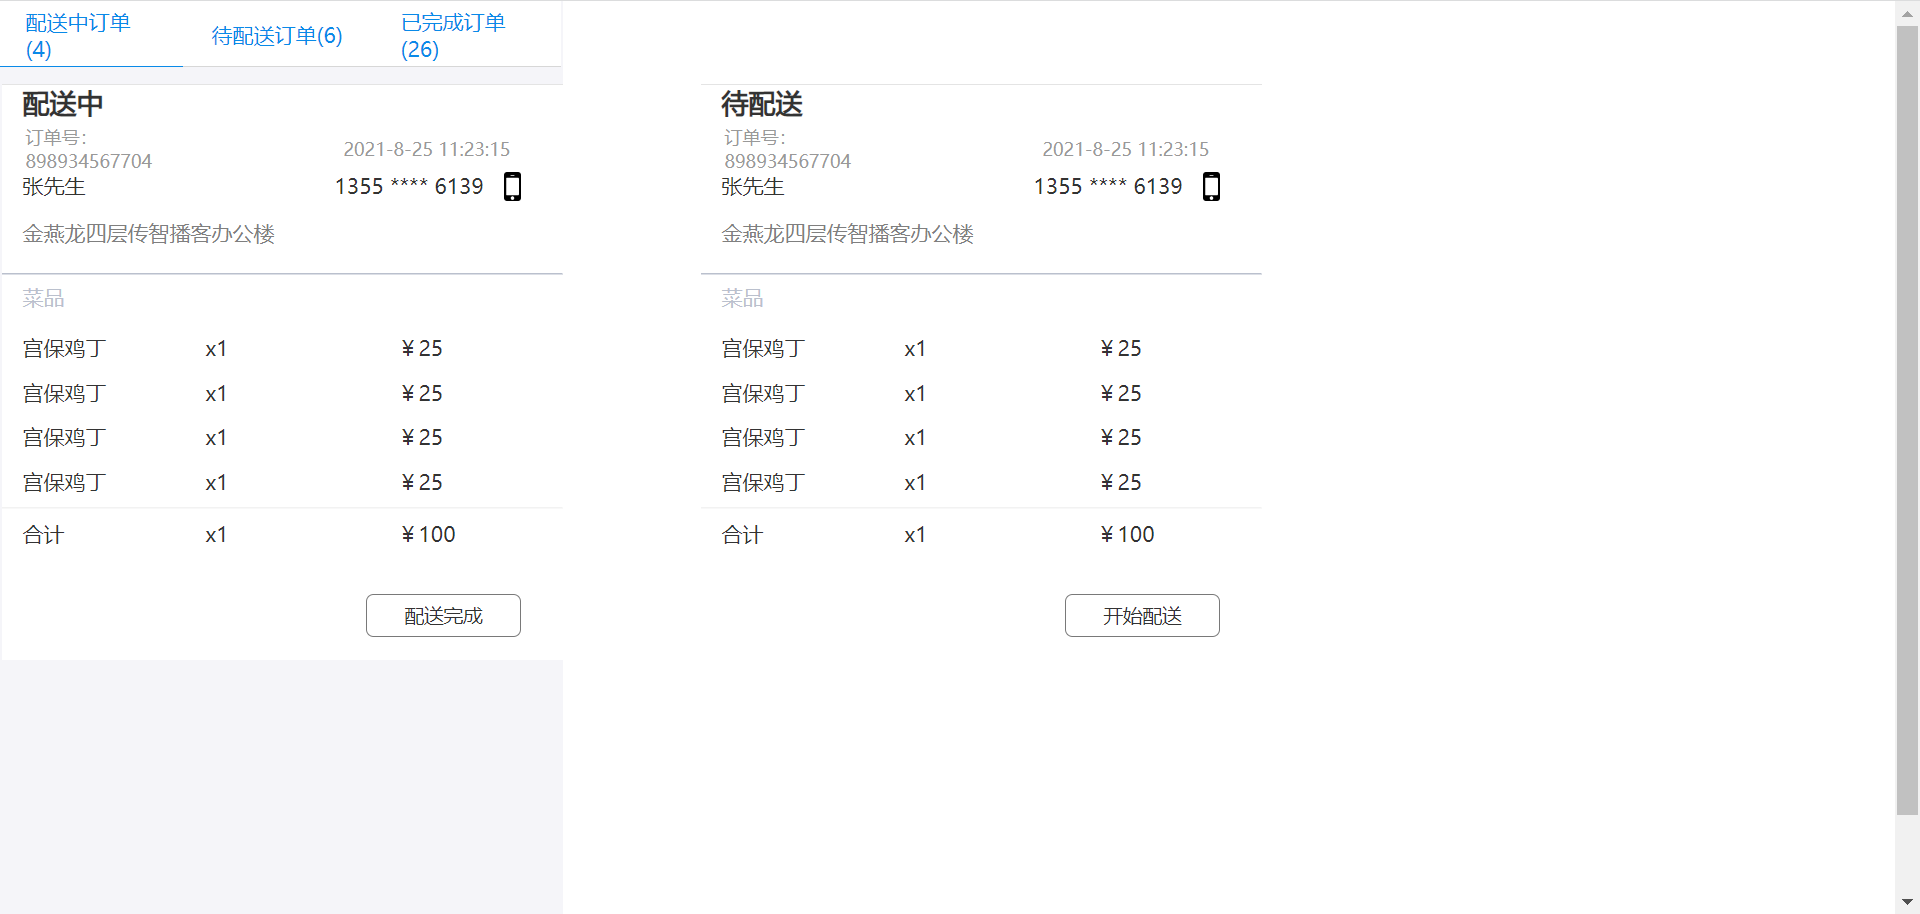 配送中订单
(4)
待配送订单(6)
已完成订单
(26)
配送中
订单号：
898934567704
2021-8-25 11:23:15
张先生
1355 **** 6139
金燕龙四层传智播客办公楼
菜品
宫保鸡丁 x1 ¥ 25
宫保鸡丁 x1 ¥ 25
宫保鸡丁 x1 ¥ 25
宫保鸡丁 x1 ¥ 25
合计 x1 ¥ 100
配送完成
待配送
订单号：
898934567704
2021-8-25 11:23:15
张先生
1355 **** 6139
金燕龙四层传智播客办公楼
菜品
宫保鸡丁 x1 ¥ 25
宫保鸡丁 x1 ¥ 25
宫保鸡丁 x1 ¥ 25
宫保鸡丁 x1 ¥ 25
合计 x1 ¥ 100
开始配送